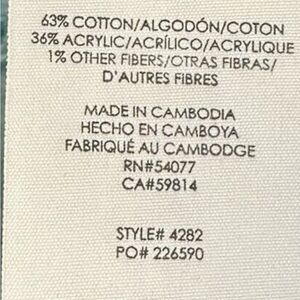 63% COTTON/ALGODÓN/COTON
36% ACRYLIC/ACRÍLICO/ACRYLIQUE
1% OTHER FIBERS/OTRAS FIBRAS/
D'AUTRES FIBRES
MADE IN CAMBODIA
HECHO EN CAMBOYA
FABRIQUÉ AU CAMBODGE
RN#54077
CA#59814
STYLE# 4282
PO# 226590